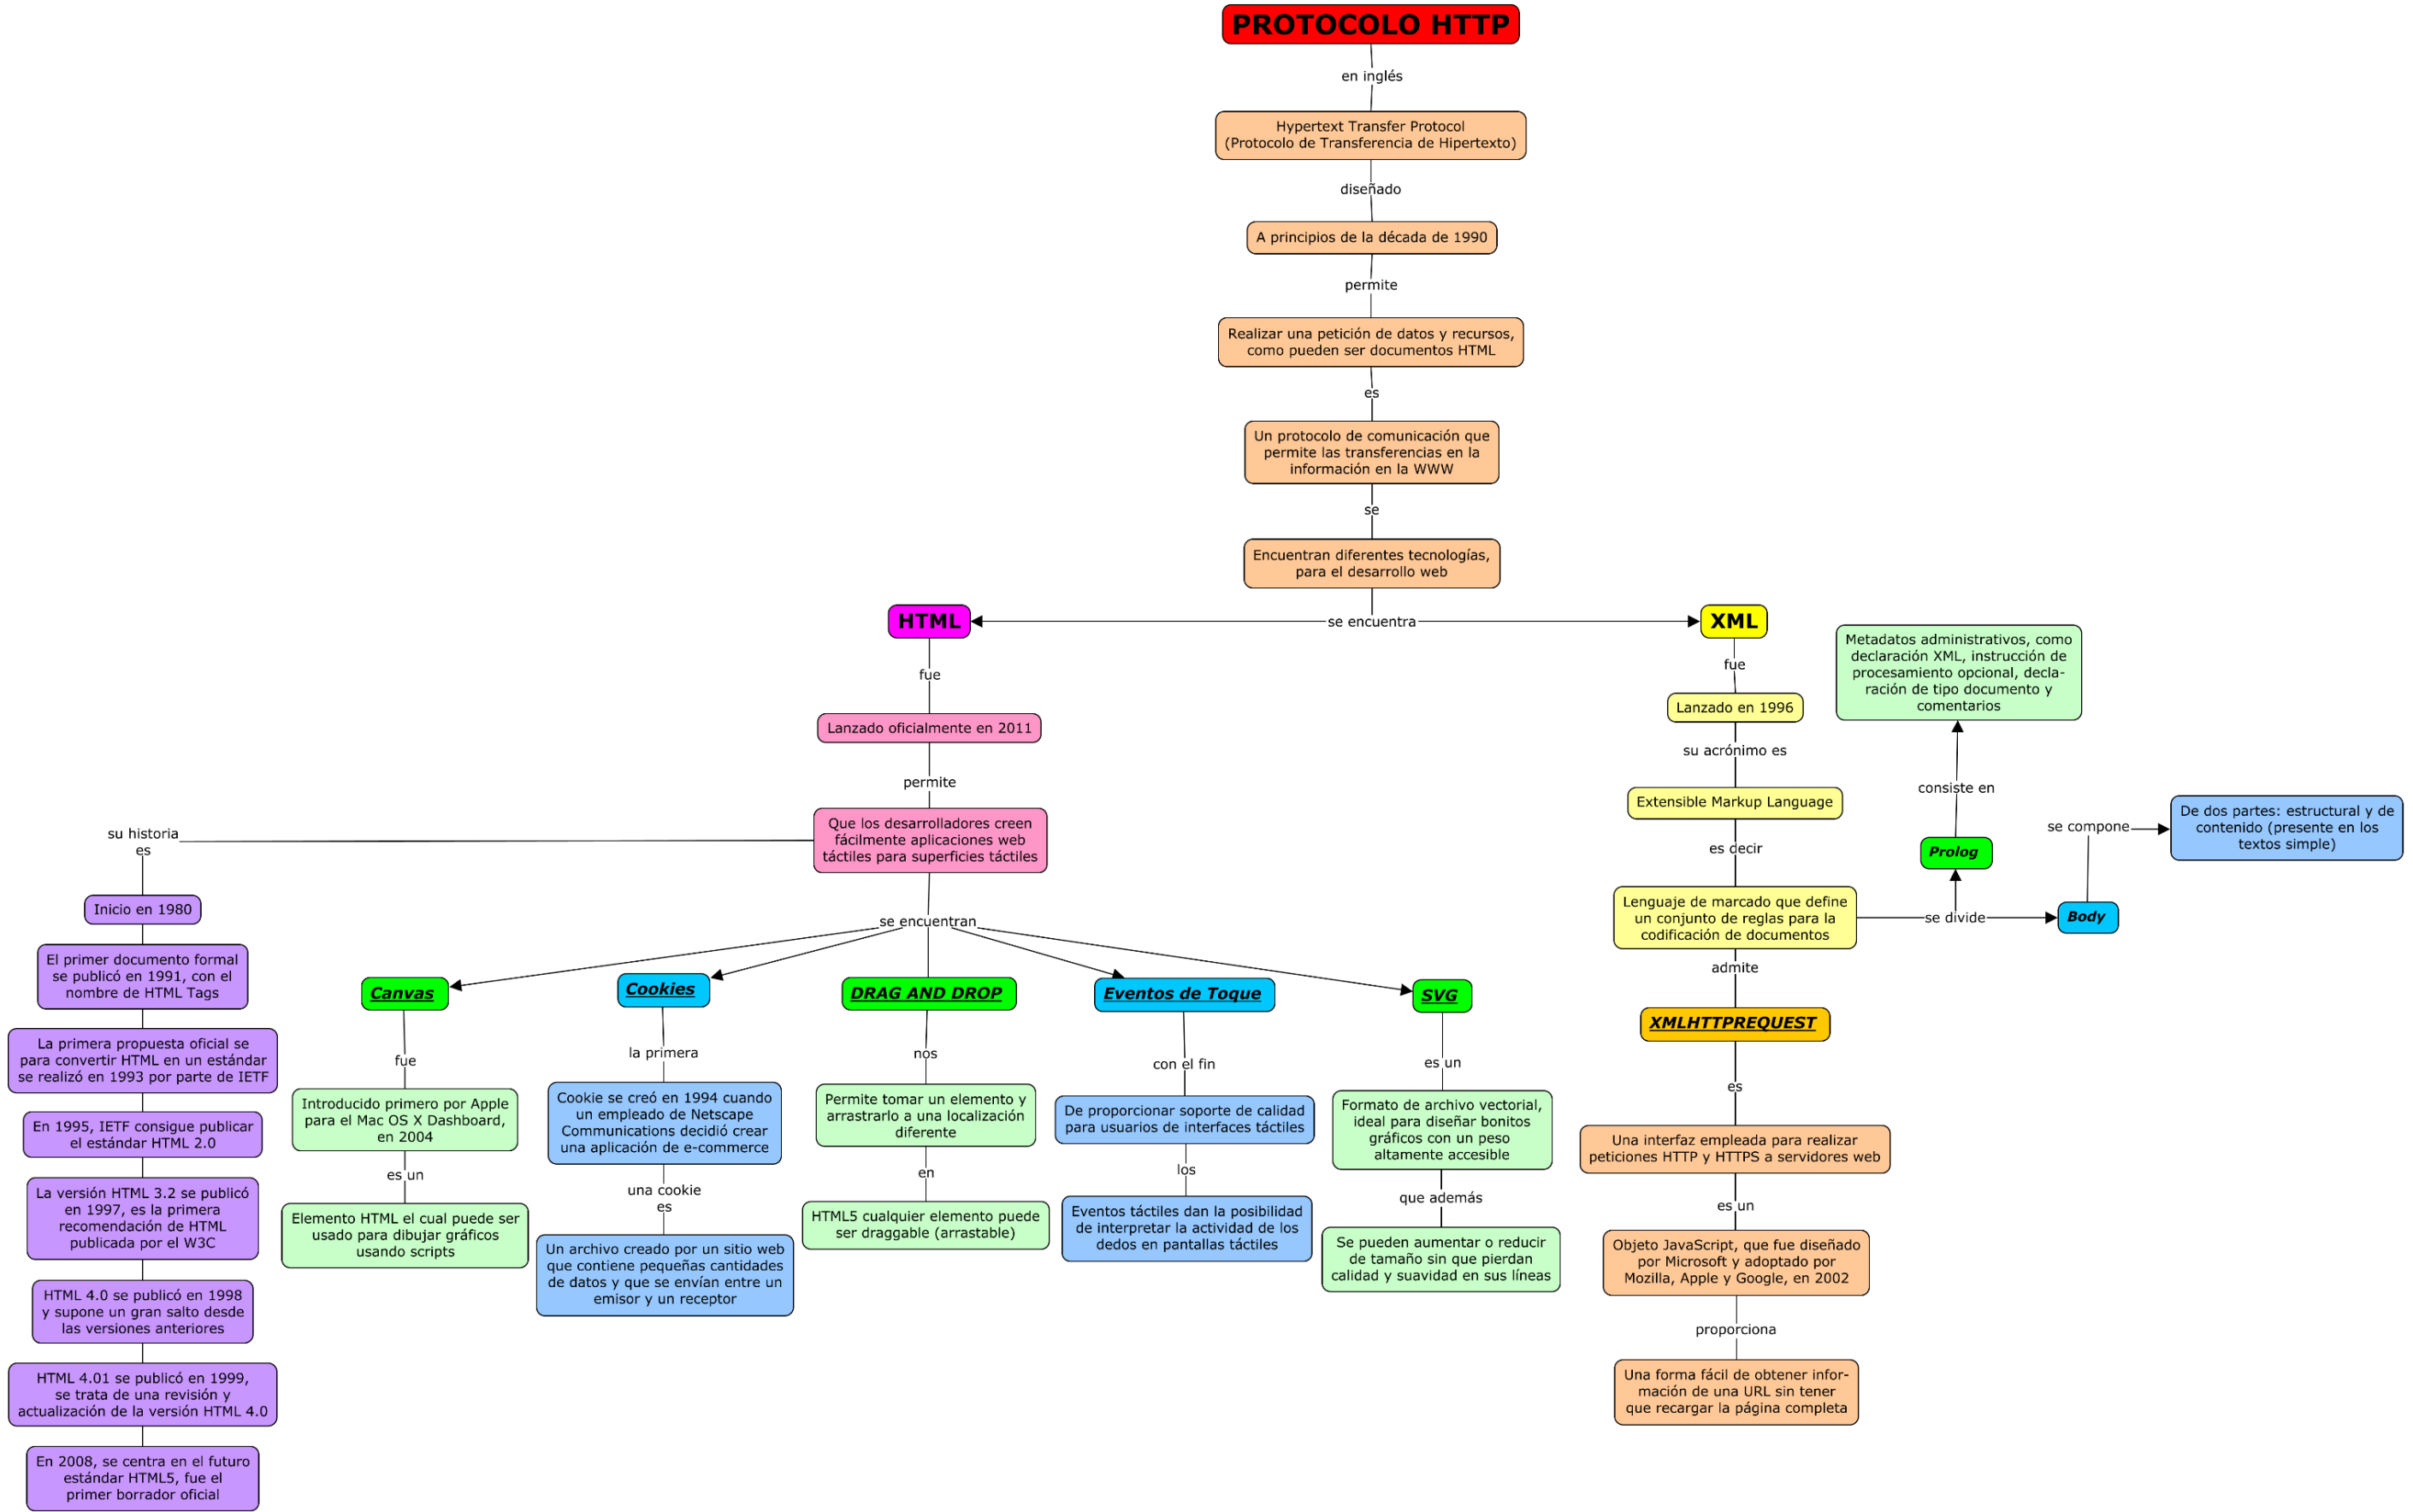 PROTOCOLO HTTP
en inglés
Hypertext Transfer Protocol
(Protocolo de Transferencia de Hipertexto)
diseñado
A principios de la década de 1990
permite
Realizar una petición de datos y recursos,
como pueden ser documentos HTML
es
Un protocolo de comunicación que
permite las transferencias en la
información en la WWW
se
Encuentran diferentes tecnologías,
para el desarrollo web
se encuentra
HTML
fue
Lanzado oficialmente en 2011
permite
Que los desarrolladores creen
fácilmente aplicaciones web
táctiles para superficies táctiles
su historia
es
Inicio en 1980
El primer documento formal
se publicó en 1991, con el
nombre de HTML Tags
La primera propuesta oficial se
para convertir HTML en un estándar
se realizó en 1993 por parte de IETF
En 1995, IETF consigue publicar
el estándar HTML 2.0
La versión HTML 3.2 se publicó
en 1997, es la primera
recomendación de HTML
publicada por el W3C
HTML 4.0 se publicó en 1998
y supone un gran salto desde
las versiones anteriores
HTML 4.01 se publicó en 1999,
se trata de una revisión y
actualización de la versión HTML 4.0
En 2008, se centra en el futuro
estándar HTML5, fue el
primer borrador oficial
se encuentran
Canvas
fue
Introducido primero por Apple
para el Mac OS X Dashboard,
en 2004
es un
Elemento HTML el cual puede ser
usado para dibujar gráficos
usando scripts
Cookies
la primera
Cookie se creó en 1994 cuando
un empleado de Netscape
Communications decidió crear
una aplicación de e-commerce
una cookie
es
Un archivo creado por un sitio web
que contiene pequeñas cantidades
de datos y que se envían entre un
emisor y un receptor
DRAG AND DROP
nos
Permite tomar un elemento y
arrastrarlo a una localización
diferente
en
HTML5 cualquier elemento puede
ser draggable (arrastable)
Eventos de Toque
con el fin
De proporcionar soporte de calidad
para usuarios de interfaces táctiles
los
Eventos táctiles dan la posibilidad
de interpretar la actividad de los
dedos en pantallas táctiles
SVG
es un
Formato de archivo vectorial,
ideal para diseñar bonitos
gráficos con un peso
altamente accesible
que además
Se pueden aumentar o reducir
de tamaño sin que pierdan
calidad y suavidad en sus líneas
XML
fue
Lanzado en 1996
su acrónimo es
Extensible Markup Language
es decir
Lenguaje de marcado que define
un conjunto de reglas para la
codificación de documentos
se divide
Prolog
consiste en
Metadatos administrativos, como
declaración XML, instrucción de
procesamiento opcional, decla-
ración de tipo documento y
comentarios
Body
se compone
De dos partes: estructural y de
contenido (presente en los
textos simple)
admite
XMLHTTPREQUEST
es
Una interfaz empleada para realizar
peticiones HTTP y HTTPS a servidores web
es un
Objeto JavaScript, que fue diseñado
por Microsoft y adoptado por
Mozilla, Apple y Google, en 2002
proporciona
Una forma fácil de obtener infor-
mación de una URL sin tener
que recargar la página completa